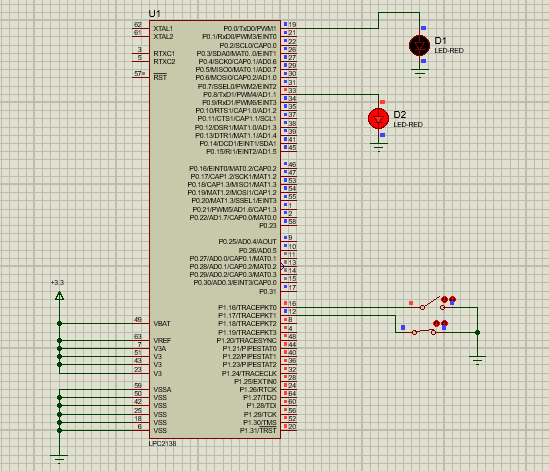 U1
62 XTAL1
61 XTAL2
3 RTXC1
5 RTXC2
57 RST
P0.0/TxD0/PWM1 19
P0.1/RxD0/PWM3/EINT0 21
P0.2/SCL0/CAP0.0 22
P0.3/SDA0/MAT0.0/EINT1 26
P0.4/SCK0/CAP0.1/AD0.6 27
P0.5/MISO0/MAT0.1/AD0.7 29
P0.6/MOSI0/CAP0.2/AD1.0 30
P0.7/SSEL0/PWM2/EINT2 31
P0.8/TxD1/PWM4/AD1.1 33
P0.9/RxD1/PWM6/EINT3 34
P0.10/RTS1/CAP1.0/AD1.2 35
P0.11/CTS1/CAP1.1/SCL1 37
P0.12/DSR1/MAT1.0/AD1.3 38
P0.13/DTR1/MAT1.1/AD1.4 39
P0.14/DCD1/EINT1/SDA1 41
P0.15/RI1/EINT2/AD1.5 45
P0.16/EINT0/MAT0.2/CAP0.2 46
P0.17/CAP1.2/SCK1/MAT1.2 47
P0.18/CAP1.3/MISO1/MAT1.3 53
P0.19/MAT1.2/MOSI1/CAP1.2 54
P0.20/MAT1.3/SSEL1/EINT3 55
P0.21/PWM5/AD1.6/CAP1.3 1
P0.22/AD1.7/CAP0.0/MAT0.0 2
P0.23 58
P0.25/AD0.4/AOUT 9
P0.26/AD0.5 10
P0.27/AD0.0/CAP0.1/MAT0.1 11
P0.28/AD0.1/CAP0.2/MAT0.2 13
P0.29/AD0.2/CAP0.3/MAT0.3 14
P0.30/AD0.3/EINT3/CAP0.0 15
P0.31 17
P1.16/TRACEPKT0 16
P1.17/TRACEPKT1 12
P1.18/TRACEPKT2 8
P1.19/TRACEPKT3 4
P1.20/TRACESYNC 48
P1.21/PIPESTAT0 44
P1.22/PIPESTAT1 40
P1.23/PIPESTAT2 36
P1.24/TRACECLK 32
P1.25/EXTIN0 28
P1.26/RTCK 24
P1.27/TDO 64
P1.28/TDI 60
P1.29/TCK 56
P1.30/TMS 52
P1.31/TRST 20
+3.3
49 VBAT
63 VREF
7 V3A
51 V3
43 V3
23 V3
59 VSSA
50 VSS
42 VSS
25 VSS
18 VSS
6 VSS
LPC2138
D1
LED-RED
D2
LED-RED